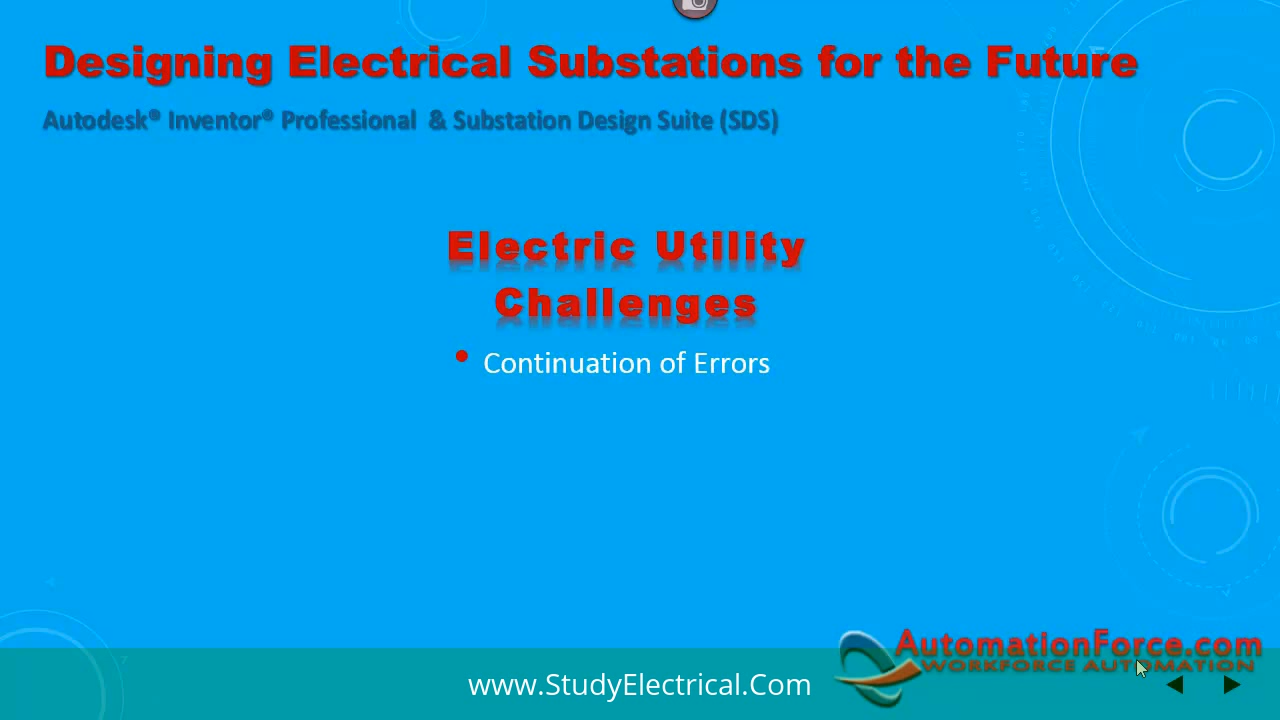 Designing Electrical Substations for the Future
Autodesk® Inventor® Professional & Substation Design Suite (SDS)
Electric Utility
Challenges
• Continuation of Errors
AutomationForce.com
WORKFORCE AUTOMATION
www.StudyElectrical.Com